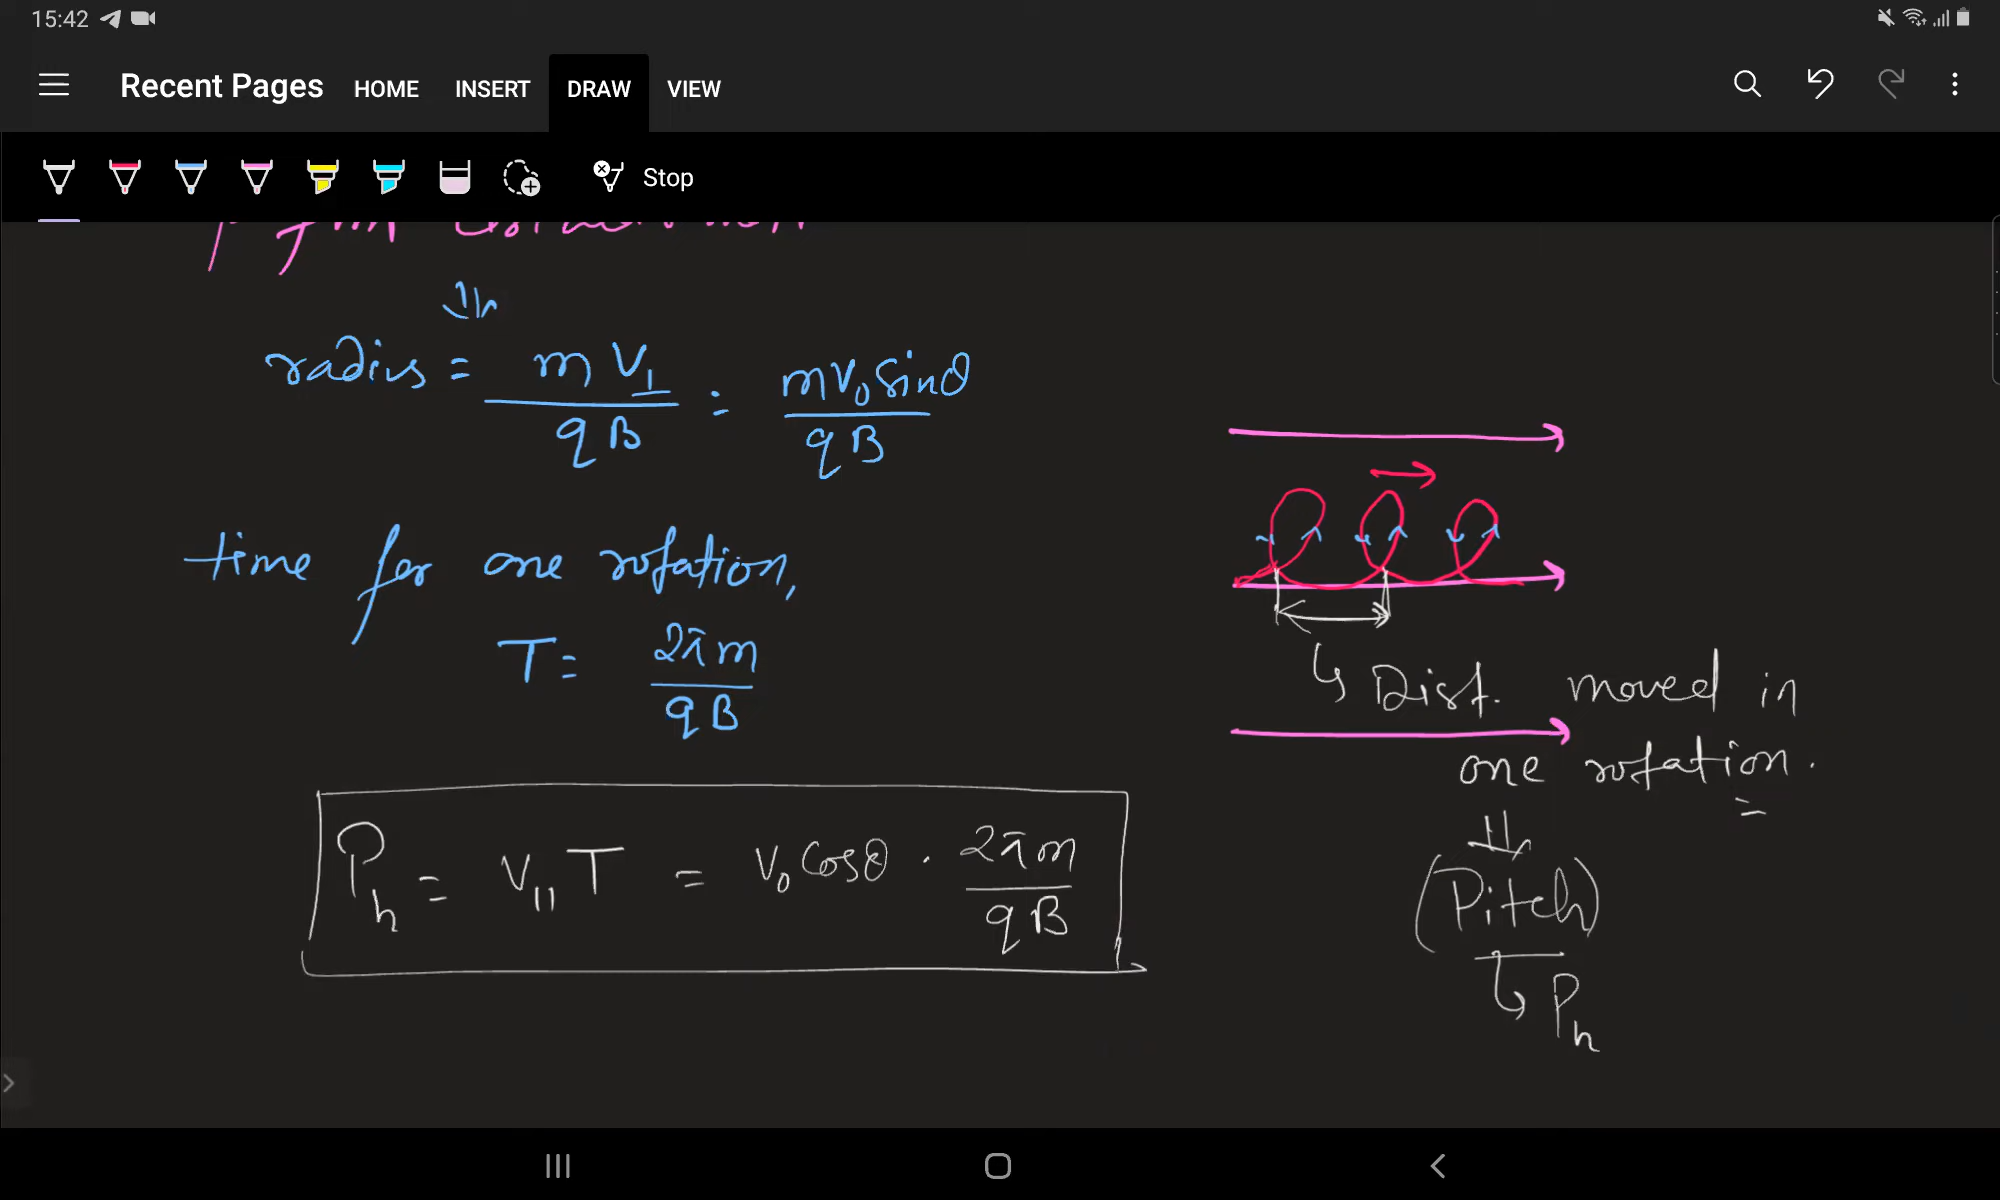 15:42
Recent Pages HOME INSERT DRAW VIEW
Stop
radius = mV⊥/qB = mV₀Sinθ/qB
time for one rotation,
T = 2πm/qB
Pₕ = V₁₁T = V₀Cosθ · 2πm/qB
↳ Dist. moved in
one rotation.
(Pitch)
↳ Pₕ